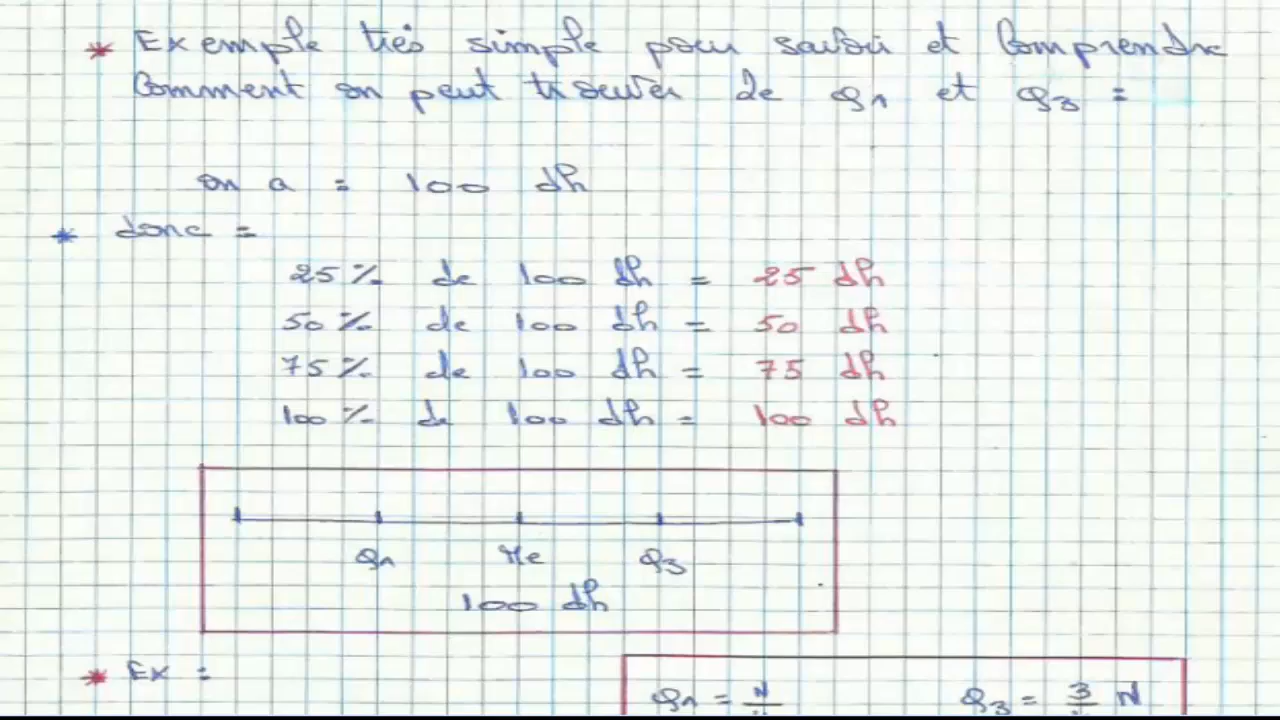 * Exemple très simple pour savoir et Comprendre
Comment on peut trouver de Q1 et Q3 :
on a = 100 dh
* donc =
25% de 100 dh = 25 dh
50% de 100 dh = 50 dh
75% de 100 dh = 75 dh
100% de 100 dh = 100 dh
Q1 Me Q3
100 dh
* Ex :
Q1 = N Q3 = 3 N